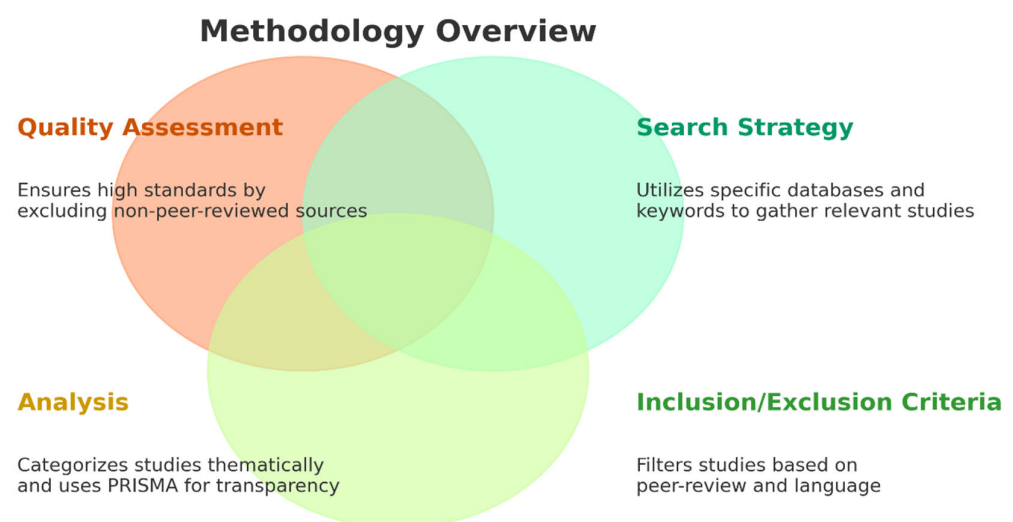 Methodology Overview
Quality Assessment
Ensures high standards by
excluding non-peer-reviewed sources
Search Strategy
Utilizes specific databases and
keywords to gather relevant studies
Analysis
Categorizes studies thematically
and uses PRISMA for transparency
Inclusion/Exclusion Criteria
Filters studies based on
peer-review and language